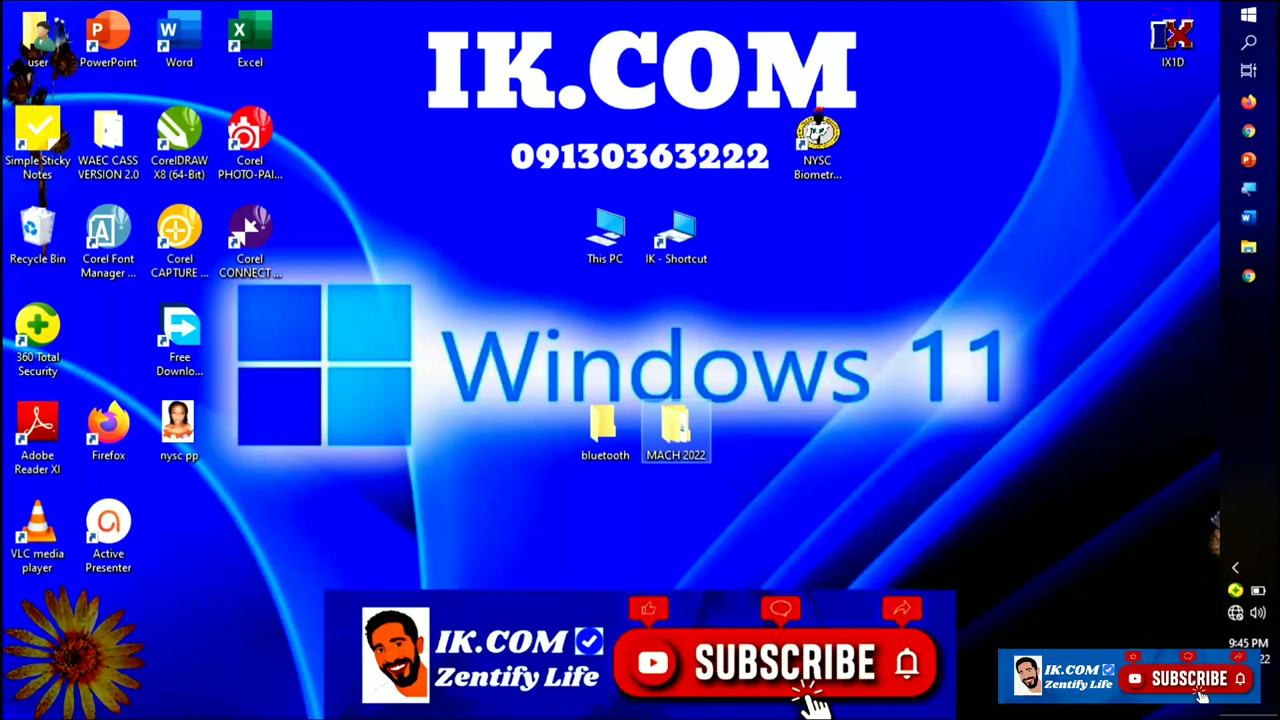 IK.COM
09130363222
user
PowerPoint
Word
Excel
IX1D
Simple Sticky
Notes
WAEC CASS
VERSION 2.0
CorelDRAW
X8 (64-Bit)
Corel
PHOTO-PAI...
NYSC
Biometr...
Recycle Bin
Corel Font
Manager ...
Corel
CAPTURE ...
Corel
CONNECT ...
This PC
IK - Shortcut
360 Total
Security
Free
Downlo...
Windows 11
Adobe
Reader XI
Firefox
nysc pp
bluetooth
MACH 2022
VLC media
player
Active
Presenter
IK.COM
Zentify Life
SUBSCRIBE
9:45 PM
22
IK.COM
Zentify Life
SUBSCRIBE